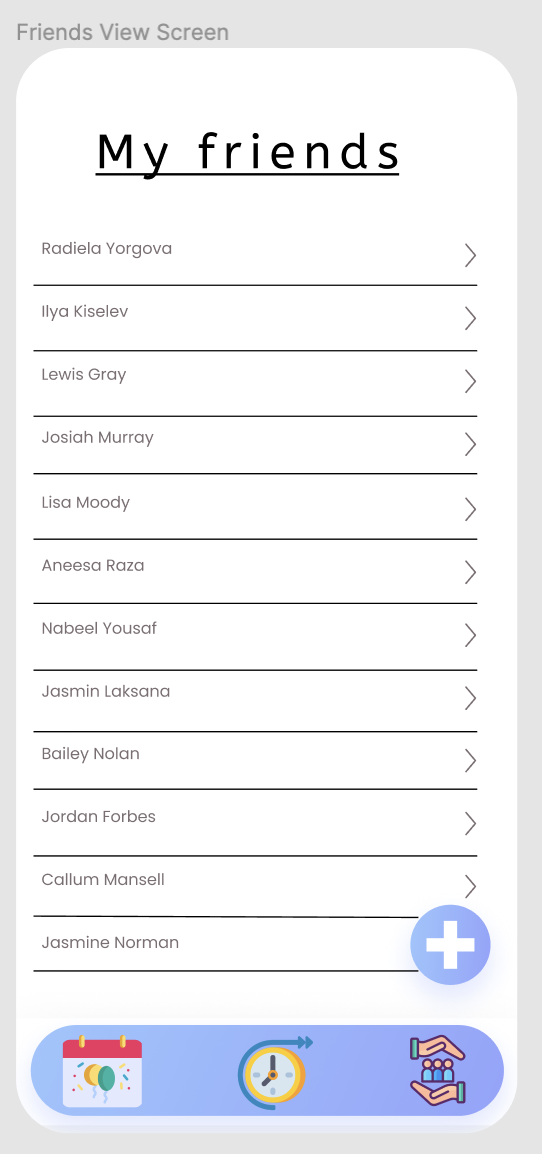 Friends View Screen
My friends
Radiela Yorgova
Ilya Kiselev
Lewis Gray
Josiah Murray
Lisa Moody
Aneesa Raza
Nabeel Yousaf
Jasmin Laksana
Bailey Nolan
Jordan Forbes
Callum Mansell
Jasmine Norman